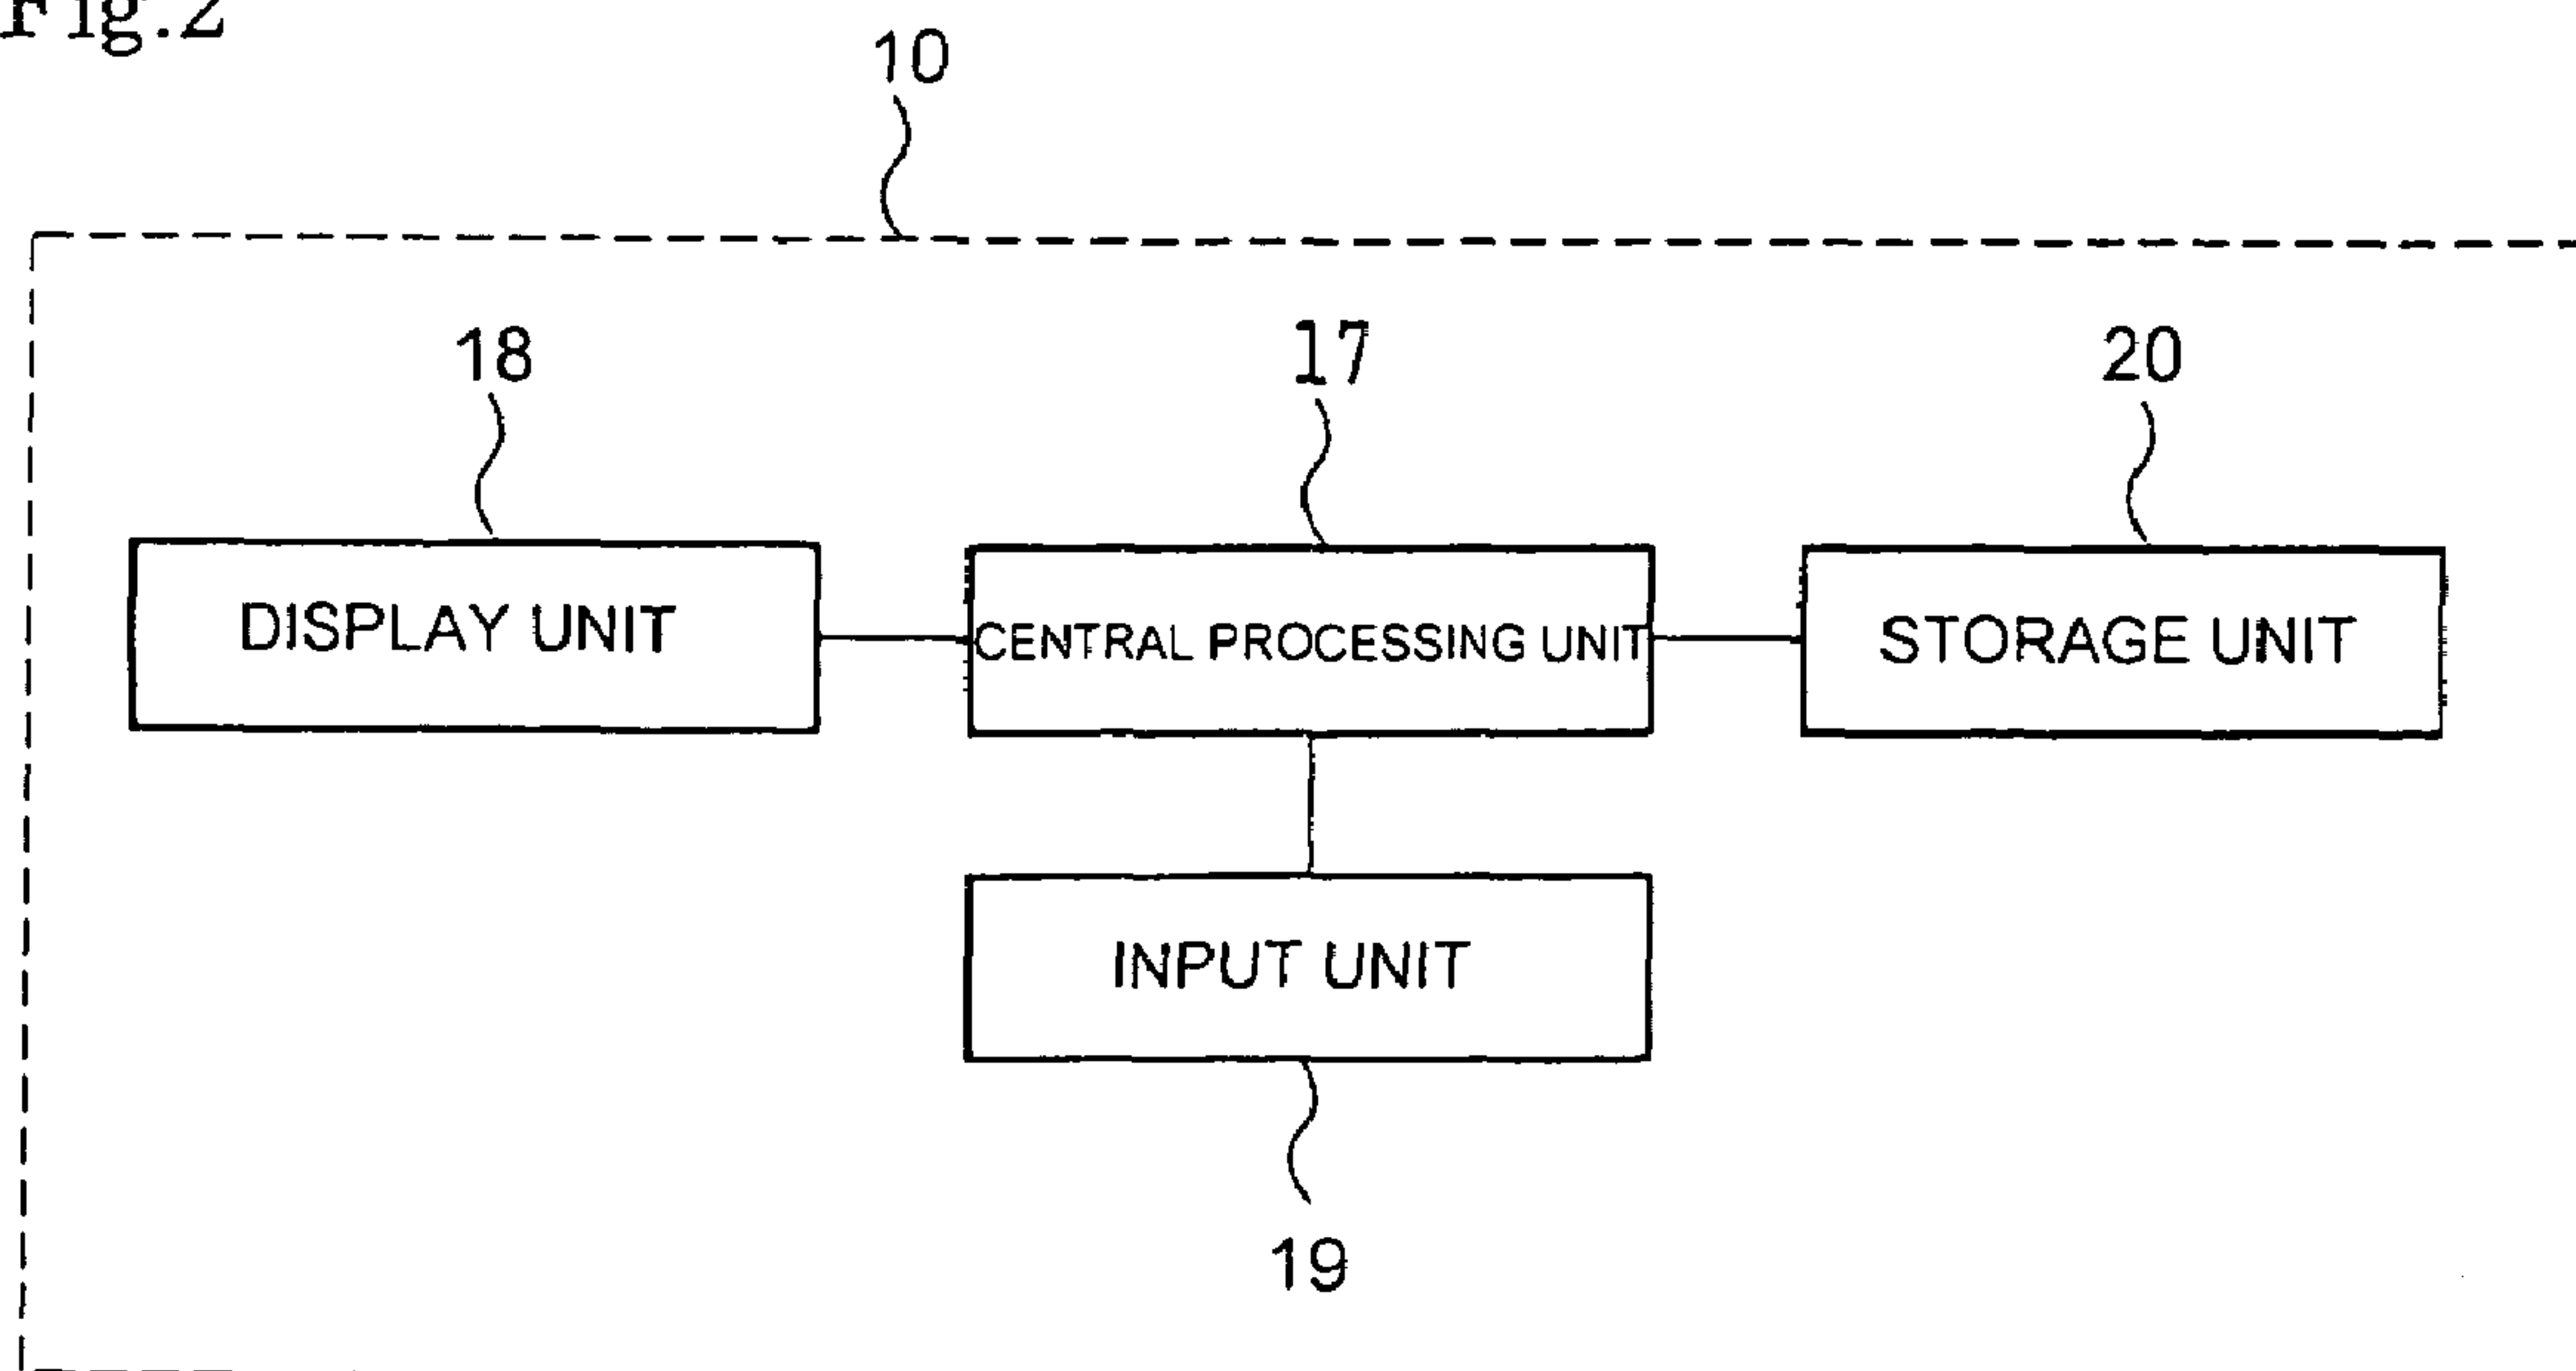 Fig.2
10
18 17 20
DISPLAY UNIT CENTRAL PROCESSING UNIT STORAGE UNIT
INPUT UNIT
19